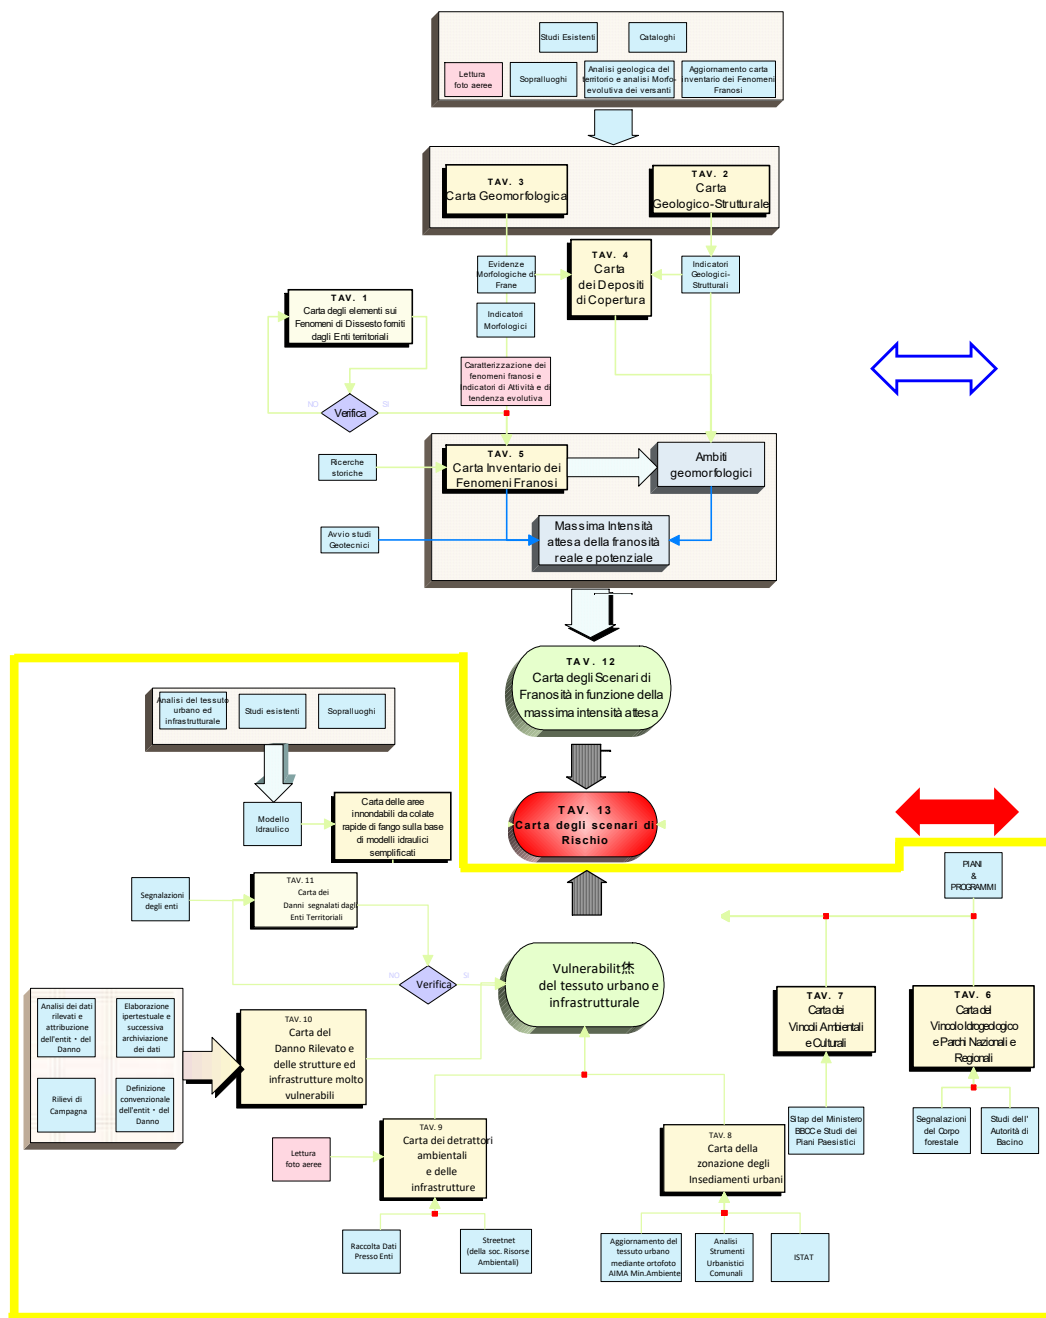 Studi Esistenti
Cataloghi
Lettura
foto aeree
Sopralluoghi
Analisi geologica del
territorio e analisi Morfo-
evolutiva dei versanti
Aggiornamento carta
inventario dei Fenomeni
Franosi
TAV. 3
Carta Geomorfologica
TAV. 2
Carta
Geologico-Strutturale
TAV. 4
Carta
dei Depositi
di Copertura
Evidenze
Morfologiche di
Frane
Indicatori
Geologici-
Strutturali
TAV. 1
Carta degli elementi sui
Fenomeni di Dissesto forniti
dagli Enti territoriali
Indicatori
Morfologici
Caratterizzazione dei
fenomeni franosi e
Indicatori di Attività e di
tendenza evolutiva
NO
Verifica
SI
Ricerche
storiche
TAV. 5
Carta Inventario dei
Fenomeni Franosi
Ambiti
geomorfologici
Avvio studi
Geotecnici
Massima Intensità
attesa della franosità
reale e potenziale
TAV. 12
Carta degli Scenari di
Franosità in funzione della
massima intensità attesa
Analisi del tessuto
urbano ed
infrastrutturale
Studi esistenti
Sopralluoghi
Modello
Idraulico
Carta delle aree
innondabili da colate
rapide di fango sulla base
di modelli idraulici
semplificati
TAV. 13
Carta degli scenari di
Rischio
PIANI
&
PROGRAMMI
Segnalazioni
degli enti
TAV. 11
Carta dei
Danni segnalati dagli
Enti Territoriali
NO
Verifica
SI
Vulnerabilit怵
del tessuto urbano e
infrastrutturale
TAV. 7
Carta dei
Vincoli Ambientali
e Culturali
TAV. 6
Carta del
Vincolo Idrogeologico
e Parchi Nazionali e
Regionali
Analisi dei dati
rilevati e
attribuzione
dell'entit • del
Danno
Elaborazione
ipertestuale e
successiva
archiviazione
dei dati
Rilievi di
Campagna
Definizione
convenzionale
dell'entit • del
Danno
TAV. 10
Carta del
Danno Rilevato e
delle strutture ed
infrastrutture molto
vulnerabili
Lettura
foto aeree
TAV. 9
Carta dei detrattori
ambientali
e delle
infrastrutture
TAV. 8
Carta della
zonazione degli
Insediamenti urbani
Sitap del Ministero
BBCC e Studi dei
Piani Paesistici
Segnalazioni
del Corpo
forestale
Studi dell'
Autorità di
Bacino
Raccolta Dati
Presso Enti
Streetnet
(della soc. Risorse
Ambientali)
Aggiornamento del
tessuto urbano
mediante ortofoto
AIMA Min.Ambiente
Analisi
Strumenti
Urbanistici
Comunali
ISTAT